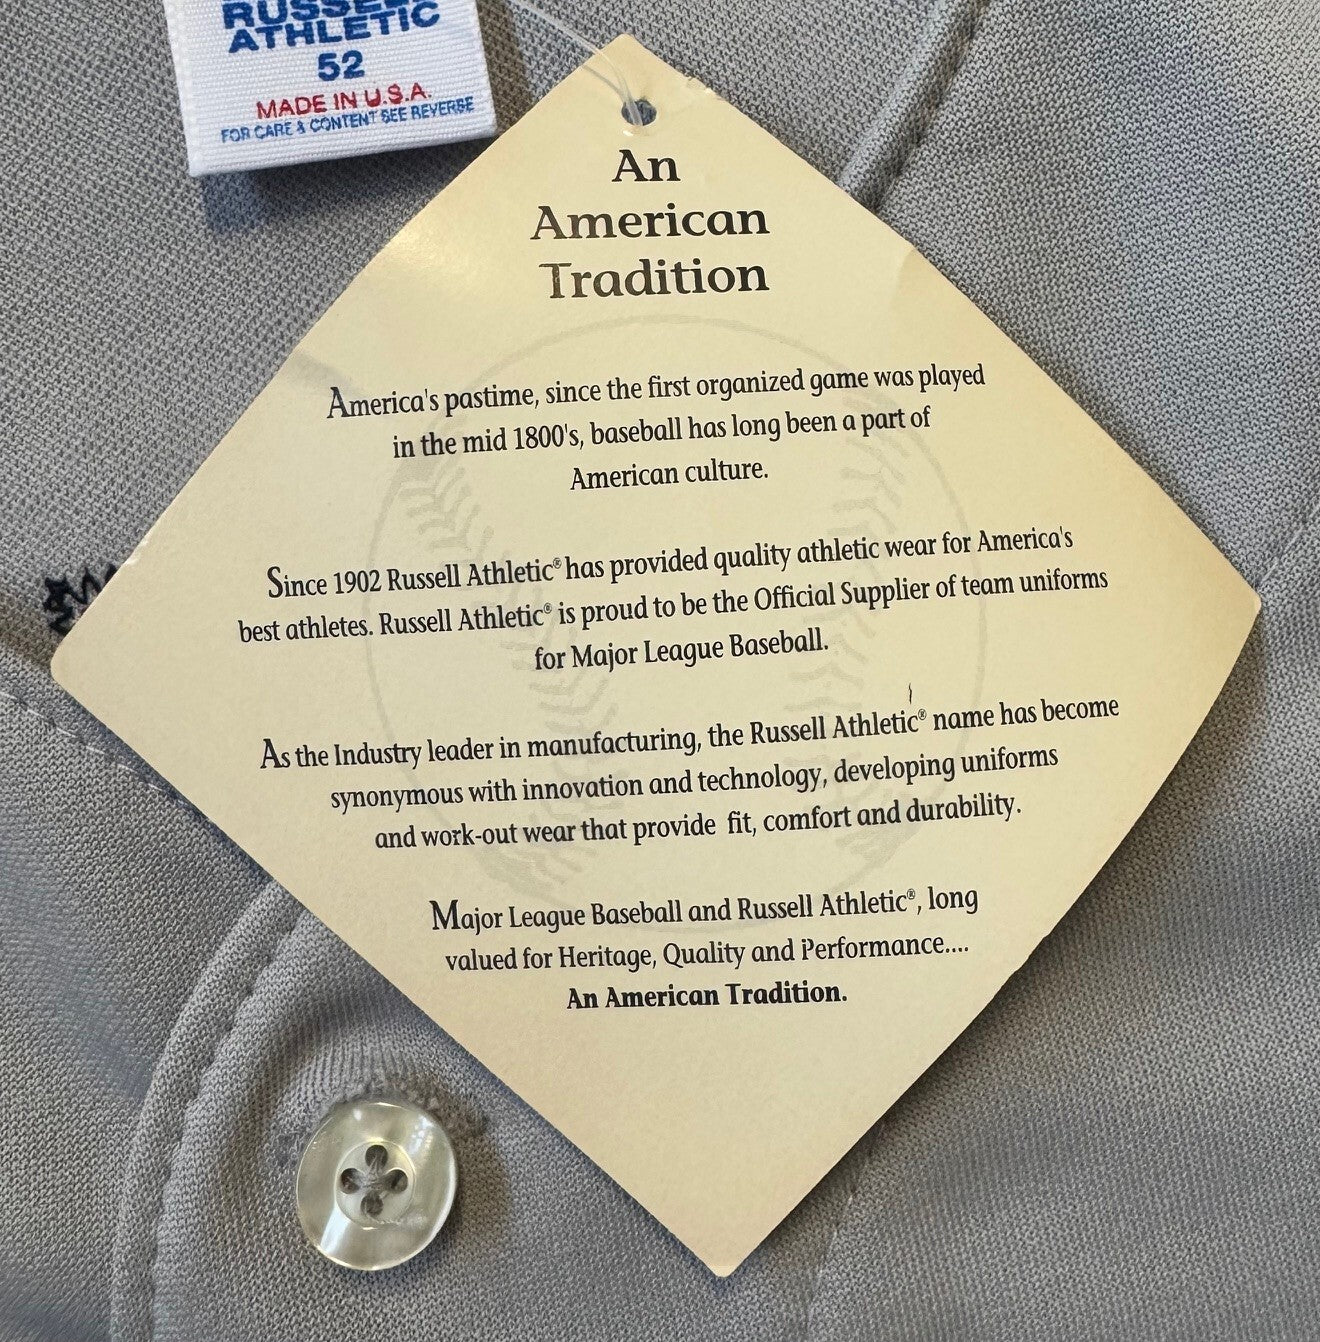 RUSSELL
ATHLETIC
52
MADE IN U.S.A.
FOR CARE & CONTENT SEE REVERSE
An
American
Tradition
America's pastime, since the first organized game was played
in the mid 1800's, baseball has long been a part of
American culture.
Since 1902 Russell Athletic® has provided quality athletic wear for America's
best athletes. Russell Athletic® is proud to be the Official Supplier of team uniforms
for Major League Baseball.
As the Industry leader in manufacturing, the Russell Athletic® name has become
synonymous with innovation and technology, developing uniforms
and work-out wear that provide fit, comfort and durability.
Major League Baseball and Russell Athletic®, long
valued for Heritage, Quality and Performance....
An American Tradition.